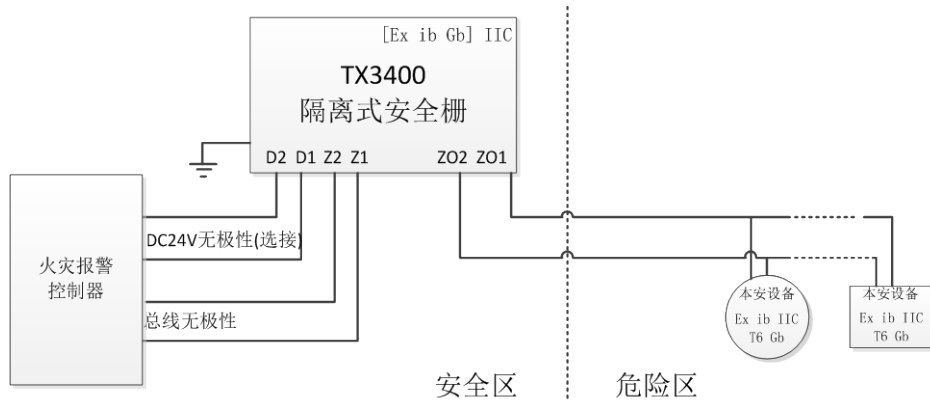 [Ex ib Gb] IIC
TX3400
隔离式安全栅
D2 D1 Z2 Z1 ZO2 ZO1
DC24V无极性(选接)
火灾报警
控制器
总线无极性
本安设备
Ex ib IIC
T6 Gb
本安设备
Ex ib IIC
T6 Gb
安全区
危险区